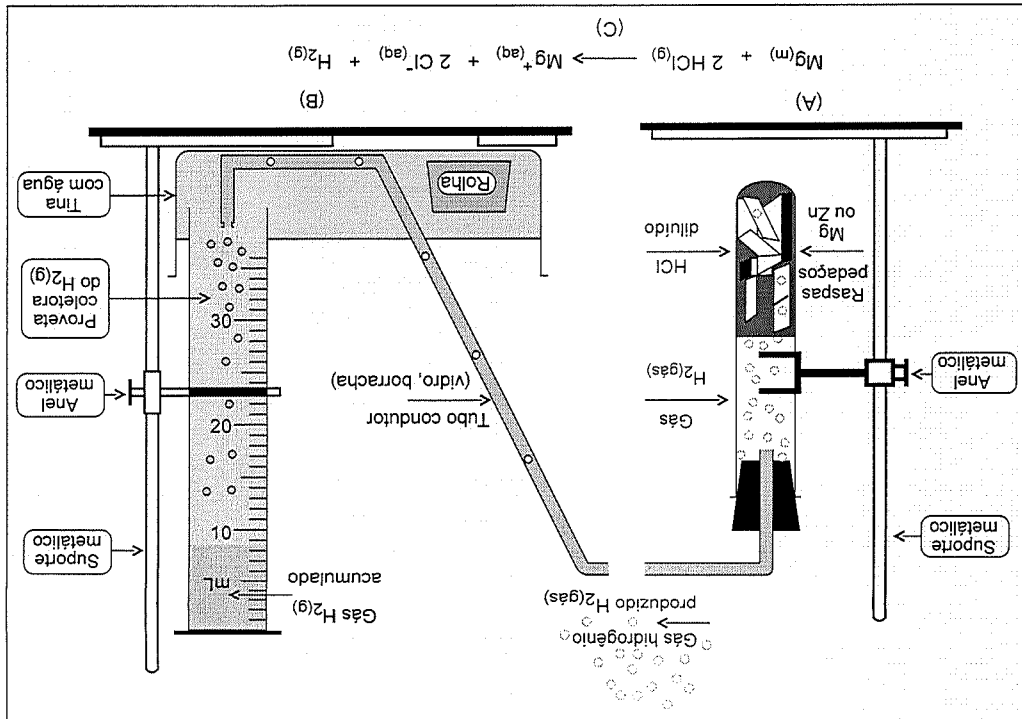 Gás hidrogênio
produzido H₂(gás)
Suporte
metálico
Gás H₂(g)
acumulado
mL
10
20
30
Suporte
metálico
Anel
metálico
Gás
H₂(gás)
Tubo condutor
(vidro, borracha)
Anel
metálico
Raspas
pedaços
Mg
ou Zn
HCl
diluído
Proveta
coletora
do H₂(g)
Rolha
Tina
com água
(A)
(B)
Mg(m) + 2 HCl(g) ⟶ Mg⁺(aq) + 2 Cl⁻(aq) + H₂(g)
(C)